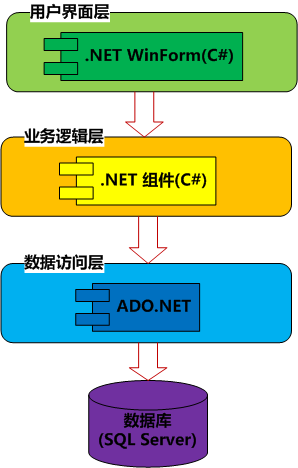 用户界面层
.NET WinForm(C#)
业务逻辑层
.NET 组件(C#)
数据访问层
ADO.NET
数据库
(SQL Server)